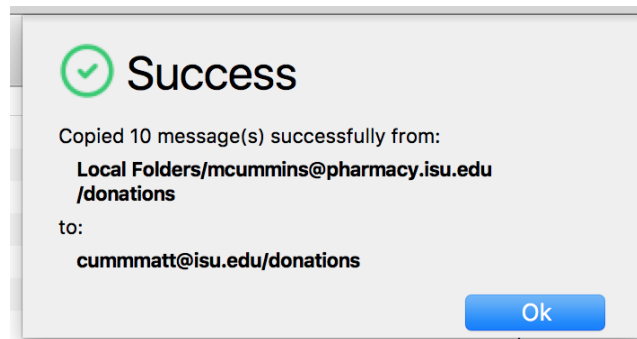 Success
Copied 10 message(s) successfully from:
Local Folders/mcummins@pharmacy.isu.edu
/donations
to:
cummmatt@isu.edu/donations
Ok